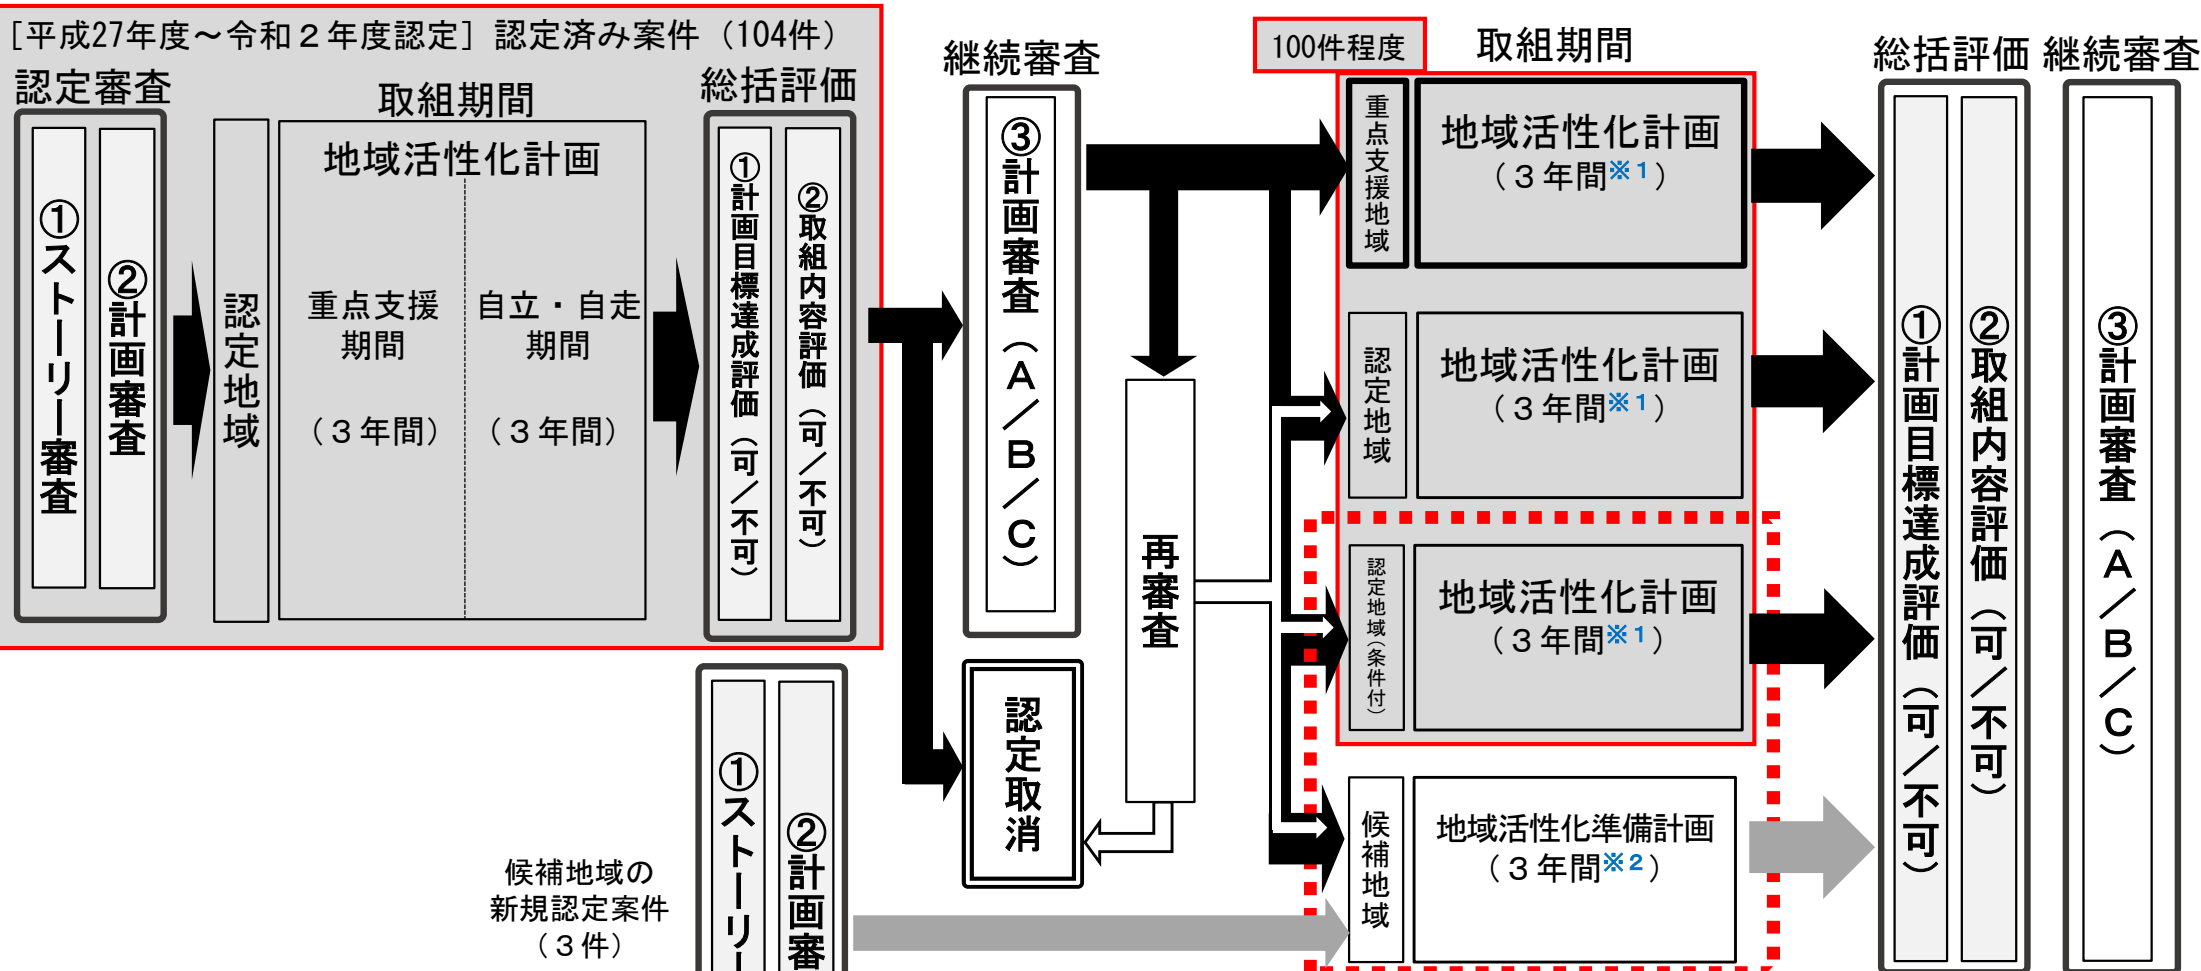 [平成27年度～令和２年度認定] 認定済み案件（104件）
認定審査
①ストーリー審査
②計画審査
認定地域
取組期間
地域活性化計画
重点支援
期間
（３年間）
自立・自走
期間
（３年間）
総括評価
①計画目標達成評価（可／不可）
②取組内容評価（可／不可）
継続審査
③計画審査（Ａ／Ｂ／Ｃ）
認定取消
再審査
100件程度
取組期間
重点支援地域
地域活性化計画
（３年間※１）
認定地域
地域活性化計画
（３年間※１）
認定地域（条件付）
地域活性化計画
（３年間※１）
候補地域
地域活性化準備計画
（３年間※２）
総括評価
①計画目標達成評価（可／不可）
②取組内容評価（可／不可）
継続審査
③計画審査（Ａ／Ｂ／Ｃ）
候補地域の
新規認定案件
（３件）
①ストーリー
②計画審